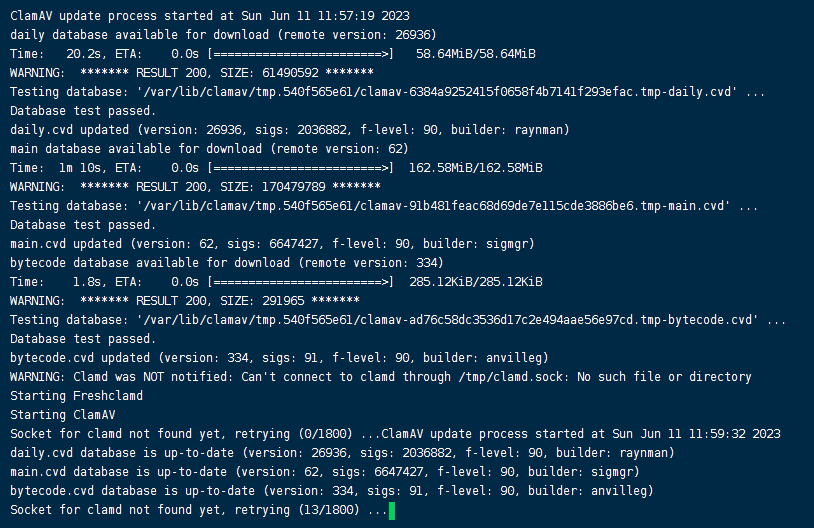 ClamAV update process started at Sun Jun 11 11:57:19 2023
daily database available for download (remote version: 26936)
Time:   20.2s, ETA:    0.0s [========================>]   58.64MiB/58.64MiB
WARNING:  ******* RESULT 200, SIZE: 61490592 *******
Testing database: '/var/lib/clamav/tmp.540f565e61/clamav-6384a9252415f0658f4b7141f293efac.tmp-daily.cvd' ...
Database test passed.
daily.cvd updated (version: 26936, sigs: 2036882, f-level: 90, builder: raynman)
main database available for download (remote version: 62)
Time:  1m 10s, ETA:    0.0s [========================>]  162.58MiB/162.58MiB
WARNING:  ******* RESULT 200, SIZE: 170479789 *******
Testing database: '/var/lib/clamav/tmp.540f565e61/clamav-91b481feac68d69de7e115cde3886be6.tmp-main.cvd' ...
Database test passed.
main.cvd updated (version: 62, sigs: 6647427, f-level: 90, builder: sigmgr)
bytecode database available for download (remote version: 334)
Time:    1.8s, ETA:    0.0s [========================>]  285.12KiB/285.12KiB
WARNING:  ******* RESULT 200, SIZE: 291965 *******
Testing database: '/var/lib/clamav/tmp.540f565e61/clamav-ad76c58dc3536d17c2e494aae56e97cd.tmp-bytecode.cvd' ...
Database test passed.
bytecode.cvd updated (version: 334, sigs: 91, f-level: 90, builder: anvilleg)
WARNING: Clamd was NOT notified: Can't connect to clamd through /tmp/clamd.sock: No such file or directory
Starting Freshclamd
Starting ClamAV
Socket for clamd not found yet, retrying (0/1800) ...ClamAV update process started at Sun Jun 11 11:59:32 2023
daily.cvd database is up-to-date (version: 26936, sigs: 2036882, f-level: 90, builder: raynman)
main.cvd database is up-to-date (version: 62, sigs: 6647427, f-level: 90, builder: sigmgr)
bytecode.cvd database is up-to-date (version: 334, sigs: 91, f-level: 90, builder: anvilleg)
Socket for clamd not found yet, retrying (13/1800) ...